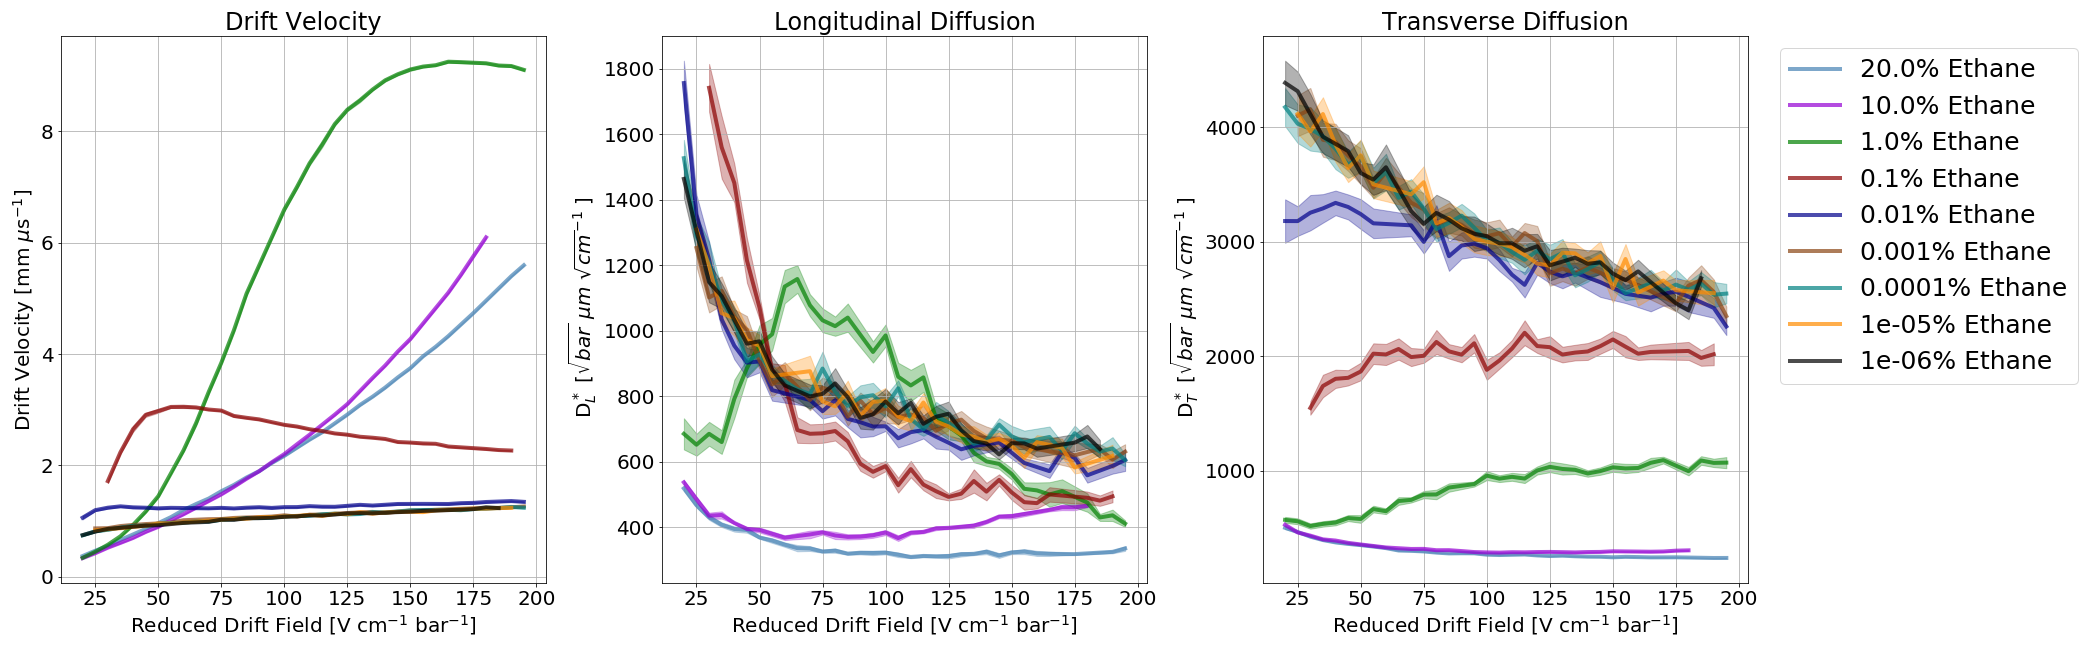 Drift Velocity
Drift Velocity [mm μs⁻¹]
8
6
4
2
0
25 50 75 100 125 150 175 200
Reduced Drift Field [V cm⁻¹ bar⁻¹]
Longitudinal Diffusion
D*_L [√bar μm √cm⁻¹ ]
1800
1600
1400
1200
1000
800
600
400
25 50 75 100 125 150 175 200
Reduced Drift Field [V cm⁻¹ bar⁻¹]
Transverse Diffusion
D*_T [√bar μm √cm⁻¹ ]
4000
3000
2000
1000
25 50 75 100 125 150 175 200
Reduced Drift Field [V cm⁻¹ bar⁻¹]
20.0% Ethane
10.0% Ethane
1.0% Ethane
0.1% Ethane
0.01% Ethane
0.001% Ethane
0.0001% Ethane
1e-05% Ethane
1e-06% Ethane